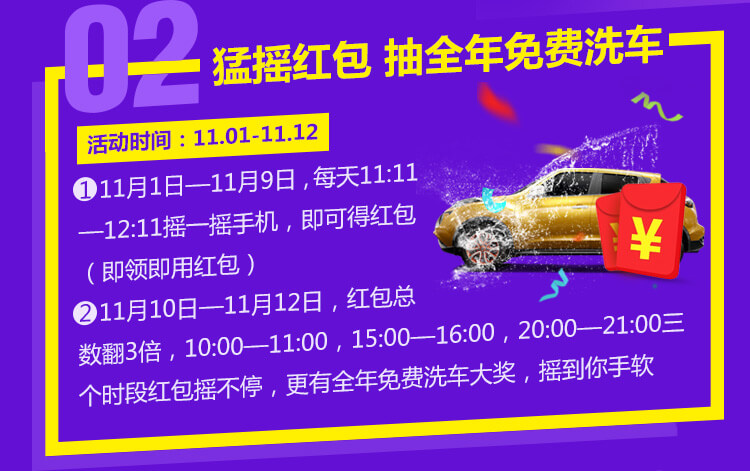 02
猛摇红包 抽全年免费洗车
活动时间：11.01-11.12
① 11月1日—11月9日，每天11:11
—12:11摇一摇手机，即可得红包
（即领即用红包）
② 11月10日—11月12日，红包总
数翻3倍，10:00—11:00，15:00—16:00，20:00—21:00三
个时段红包摇不停，更有全年免费洗车大奖，摇到你手软
¥